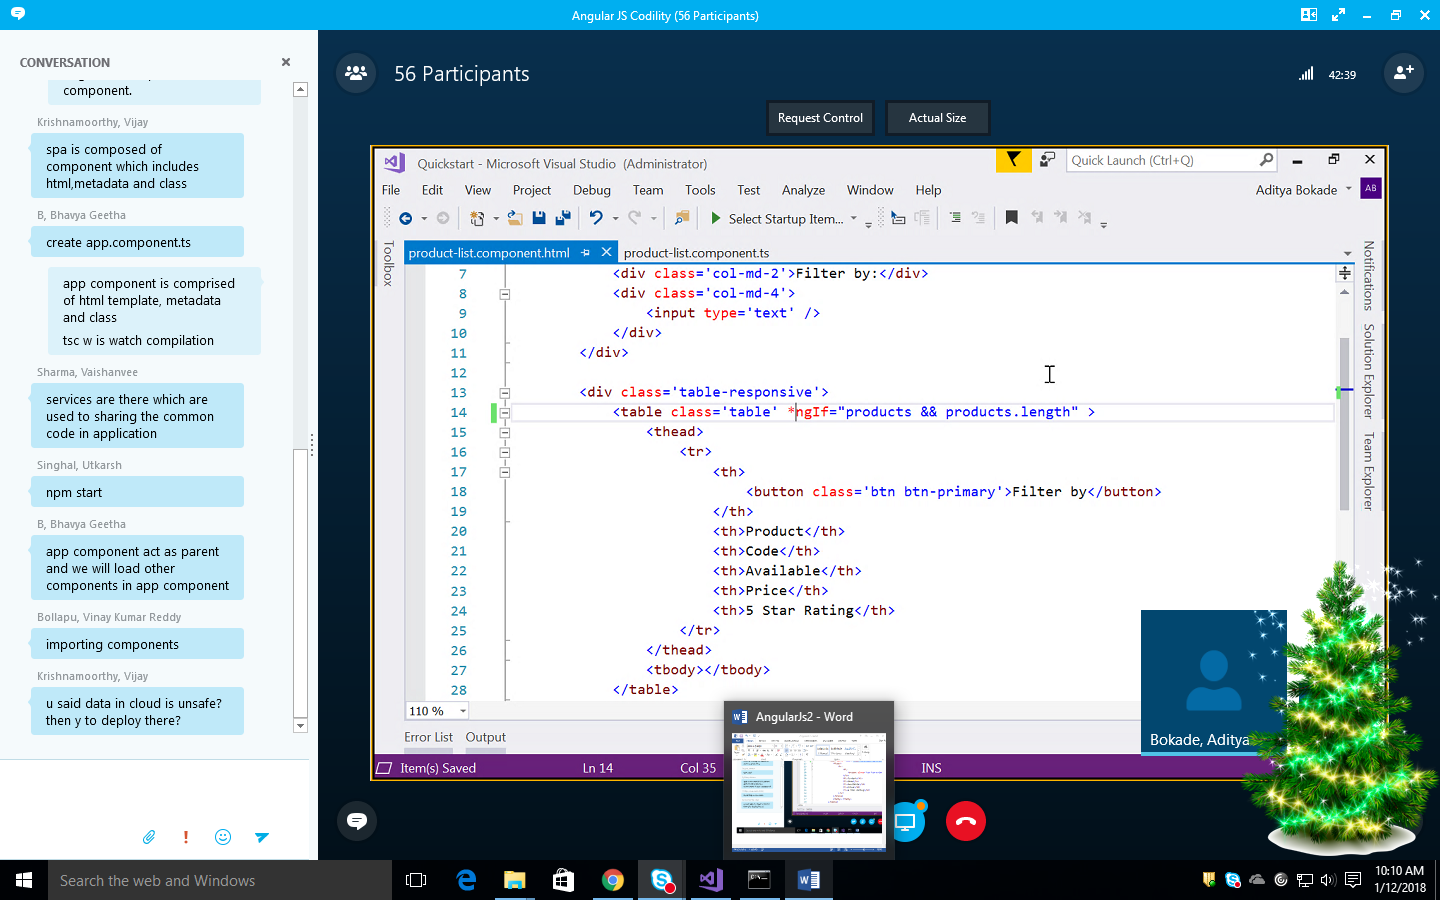 Angular JS Codility (56 Participants)
CONVERSATION
component.
Krishnamoorthy, Vijay
spa is composed of
component which includes
html,metadata and class
B, Bhavya Geetha
create app.component.ts
app component is comprised
of html template, metadata
and class
tsc w is watch compilation
Sharma, Vaishanvee
services are there which are
used to sharing the common
code in application
Singhal, Utkarsh
npm start
B, Bhavya Geetha
app component act as parent
and we will load other
components in app component
Bollapu, Vinay Kumar Reddy
importing components
Krishnamoorthy, Vijay
u said data in cloud is unsafe?
then y to deploy there?
56 Participants
42:39
Request Control
Actual Size
Quickstart - Microsoft Visual Studio (Administrator)
Quick Launch (Ctrl+Q)
File Edit View Project Debug Team Tools Test Analyze Window Help
Aditya Bokade
AB
Select Startup Item...
Toolbox
product-list.component.html
product-list.component.ts
7 <div class='col-md-2'>Filter by:</div>
8 <div class='col-md-4'>
9 <input type='text' />
10 </div>
11 </div>
12
13 <div class='table-responsive'>
14 <table class='table' *ngIf="products && products.length" >
15 <thead>
16 <tr>
17 <th>
18 <button class='btn btn-primary'>Filter by</button>
19 </th>
20 <th>Product</th>
21 <th>Code</th>
22 <th>Available</th>
23 <th>Price</th>
24 <th>5 Star Rating</th>
25 </tr>
26 </thead>
27 <tbody></tbody>
28 </table>
Notifications
Solution Explorer
Team Explorer
110 %
Error List Output
Item(s) Saved
Ln 14
Col 35
INS
Bokade, Aditya
AngularJs2 - Word
Search the web and Windows
10:10 AM
1/12/2018